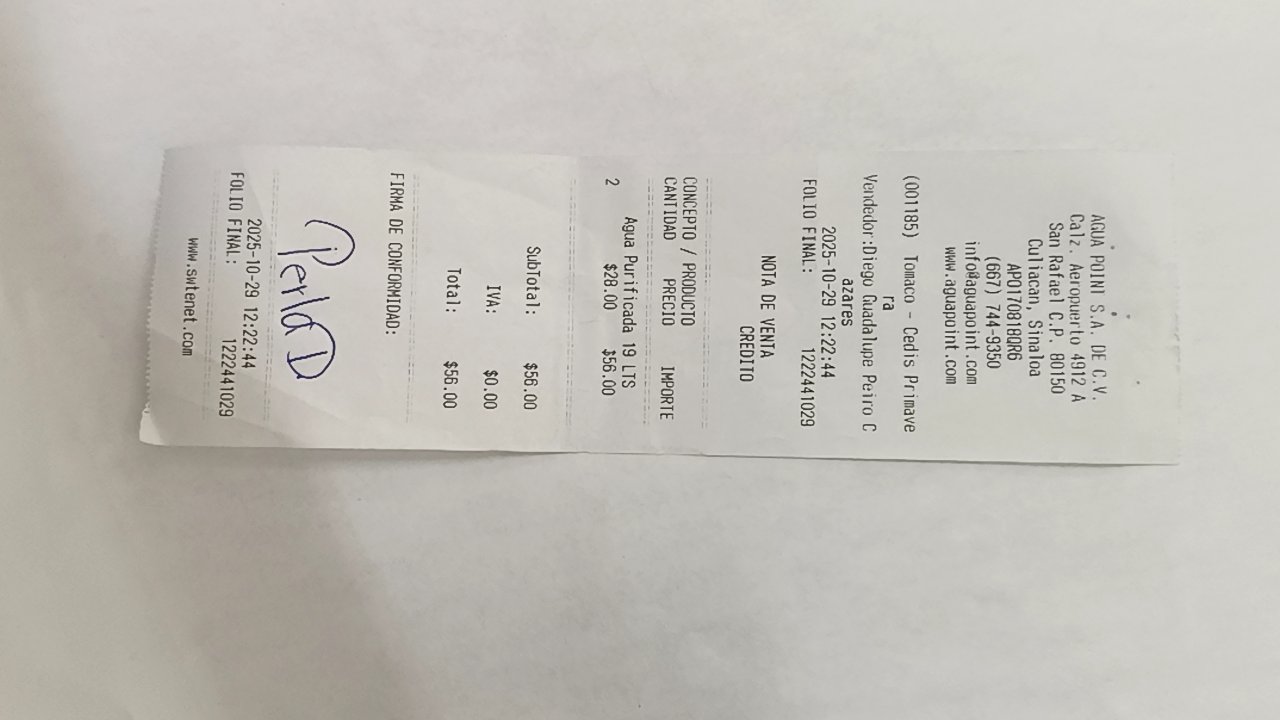 AGUA POINT S.A. DE C.V.
Calz. Aeropuerto 4912 A
San Rafael C.P. 80150
Culiacan, Sinaloa
APO170818QR6
(667) 744-9350
info@aguapoint.com
www.aguapoint.com
(001185) Tomaco - Cedis Primave
ra
Vendedor:Diego Guadalupe Peiro C
azares
2025-10-29 12:22:44
FOLIO FINAL: 1222441029
NOTA DE VENTA
CREDITO
CONCEPTO / PRODUCTO
CANTIDAD PRECIO IMPORTE
Agua Purificada 19 LTS
2 $28.00 $56.00
SubTotal: $56.00
IVA: $0.00
Total: $56.00
FIRMA DE CONFORMIDAD:
Perla D
2025-10-29 12:22:44
FOLIO FINAL: 1222441029
www.swtenet.com